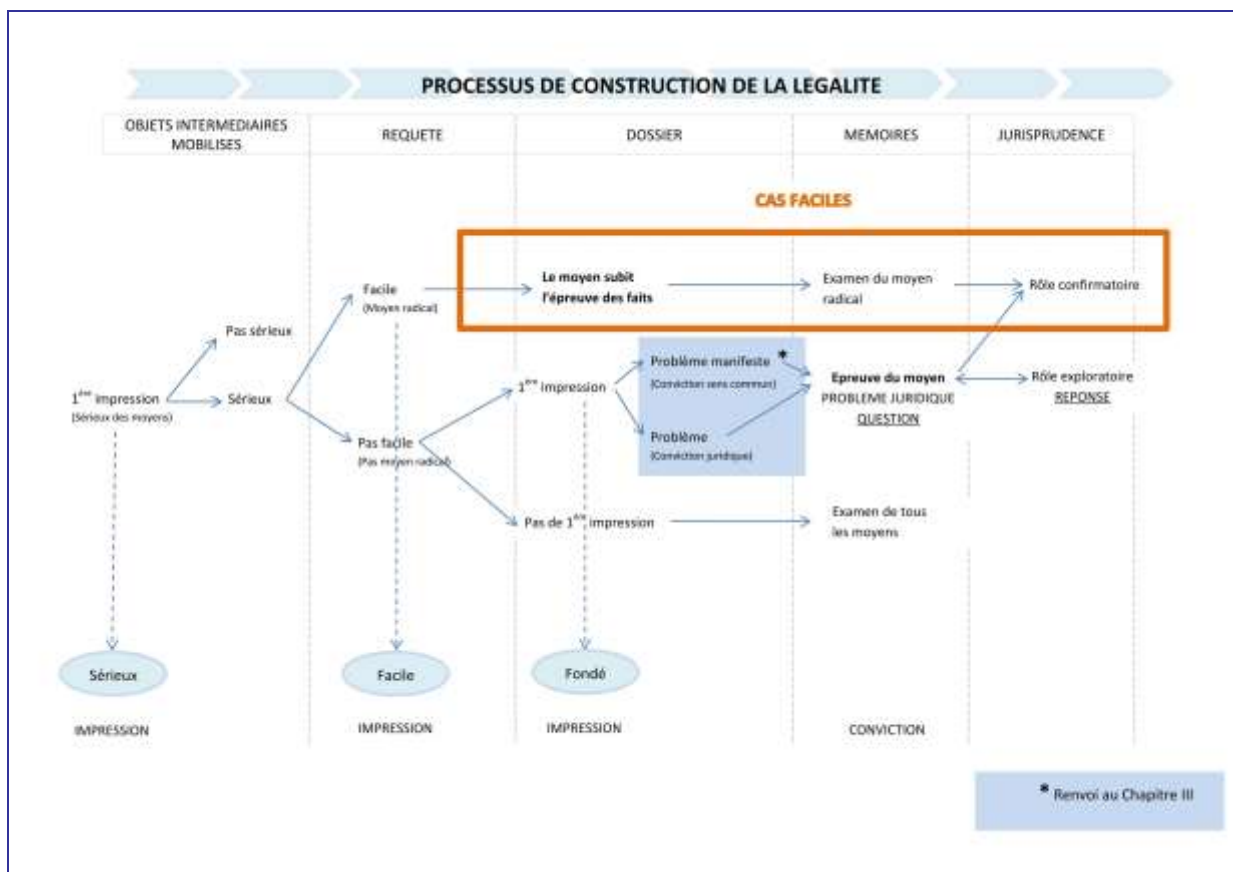 PROCESSUS DE CONSTRUCTION DE LA LEGALITE
OBJETS INTERMEDIAIRES
MOBILISES
REQUETE
DOSSIER
MEMOIRES
JURISPRUDENCE
CAS FACILES
Facile
(Moyen radical)
Le moyen subit
l'épreuve des faits
Examen du moyen
radical
Rôle confirmatoire
Pas sérieux
1ère impression
(Sérieux des moyens)
Sérieux
Pas facile
(Pas moyen radical)
1ère impression
Problème manifeste *
(Conviction sens commun)
Problème
(Conviction juridique)
Epreuve du moyen
PROBLEME JURIDIQUE
QUESTION
Rôle exploratoire
REPONSE
Pas de 1ère impression
Examen de tous
les moyens
Sérieux
Facile
Fondé
IMPRESSION
IMPRESSION
IMPRESSION
CONVICTION
* Renvoi au Chapitre III